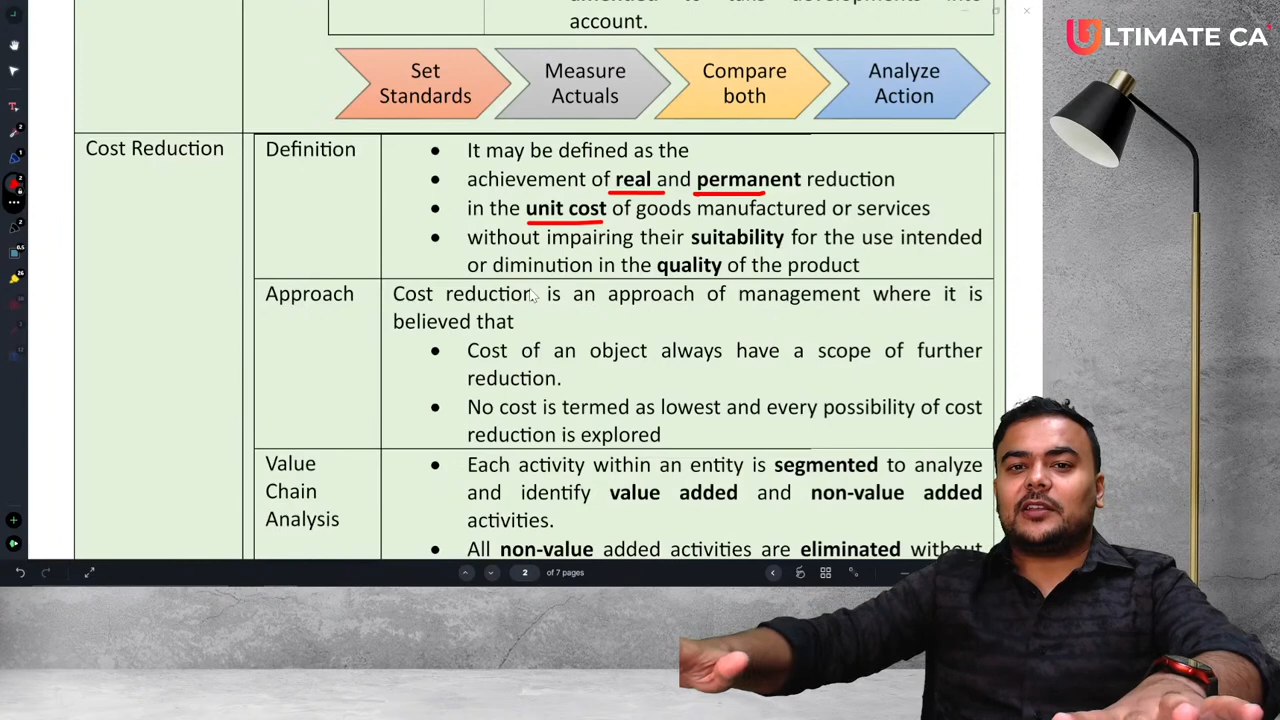 amended to take developments into
account.
ULTIMATE CA
Set
Standards
Measure
Actuals
Compare
both
Analyze
Action
Cost Reduction
Definition
• It may be defined as the
• achievement of real and permanent reduction
• in the unit cost of goods manufactured or services
• without impairing their suitability for the use intended
or diminution in the quality of the product
Approach
Cost reduction is an approach of management where it is
believed that
• Cost of an object always have a scope of further
reduction.
• No cost is termed as lowest and every possibility of cost
reduction is explored
Value
Chain
Analysis
• Each activity within an entity is segmented to analyze
and identify value added and non-value added
activities.
• All non-value added activities are eliminated without
2 of 7 pages